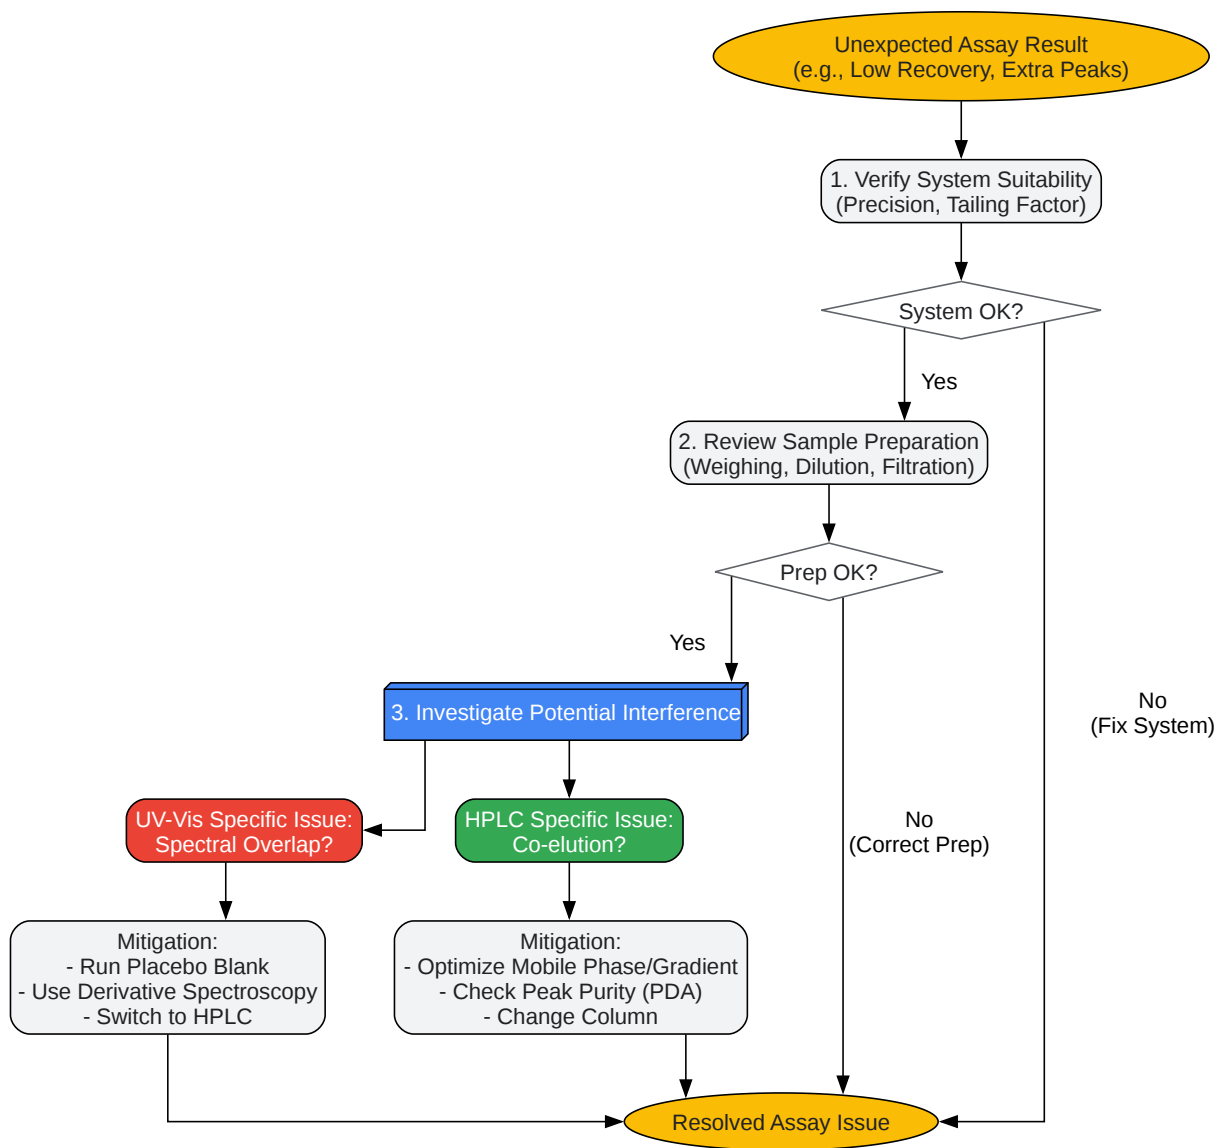 Unexpected Assay Result
(e.g., Low Recovery, Extra Peaks)
1. Verify System Suitability
(Precision, Tailing Factor)
System OK?
Yes
2. Review Sample Preparation
(Weighing, Dilution, Filtration)
Prep OK?
Yes
No
(Fix System)
3. Investigate Potential Interference
UV-Vis Specific Issue:
Spectral Overlap?
HPLC Specific Issue:
Co-elution?
No
(Correct Prep)
Mitigation:
- Run Placebo Blank
- Use Derivative Spectroscopy
- Switch to HPLC
Mitigation:
- Optimize Mobile Phase/Gradient
- Check Peak Purity (PDA)
- Change Column
Resolved Assay Issue